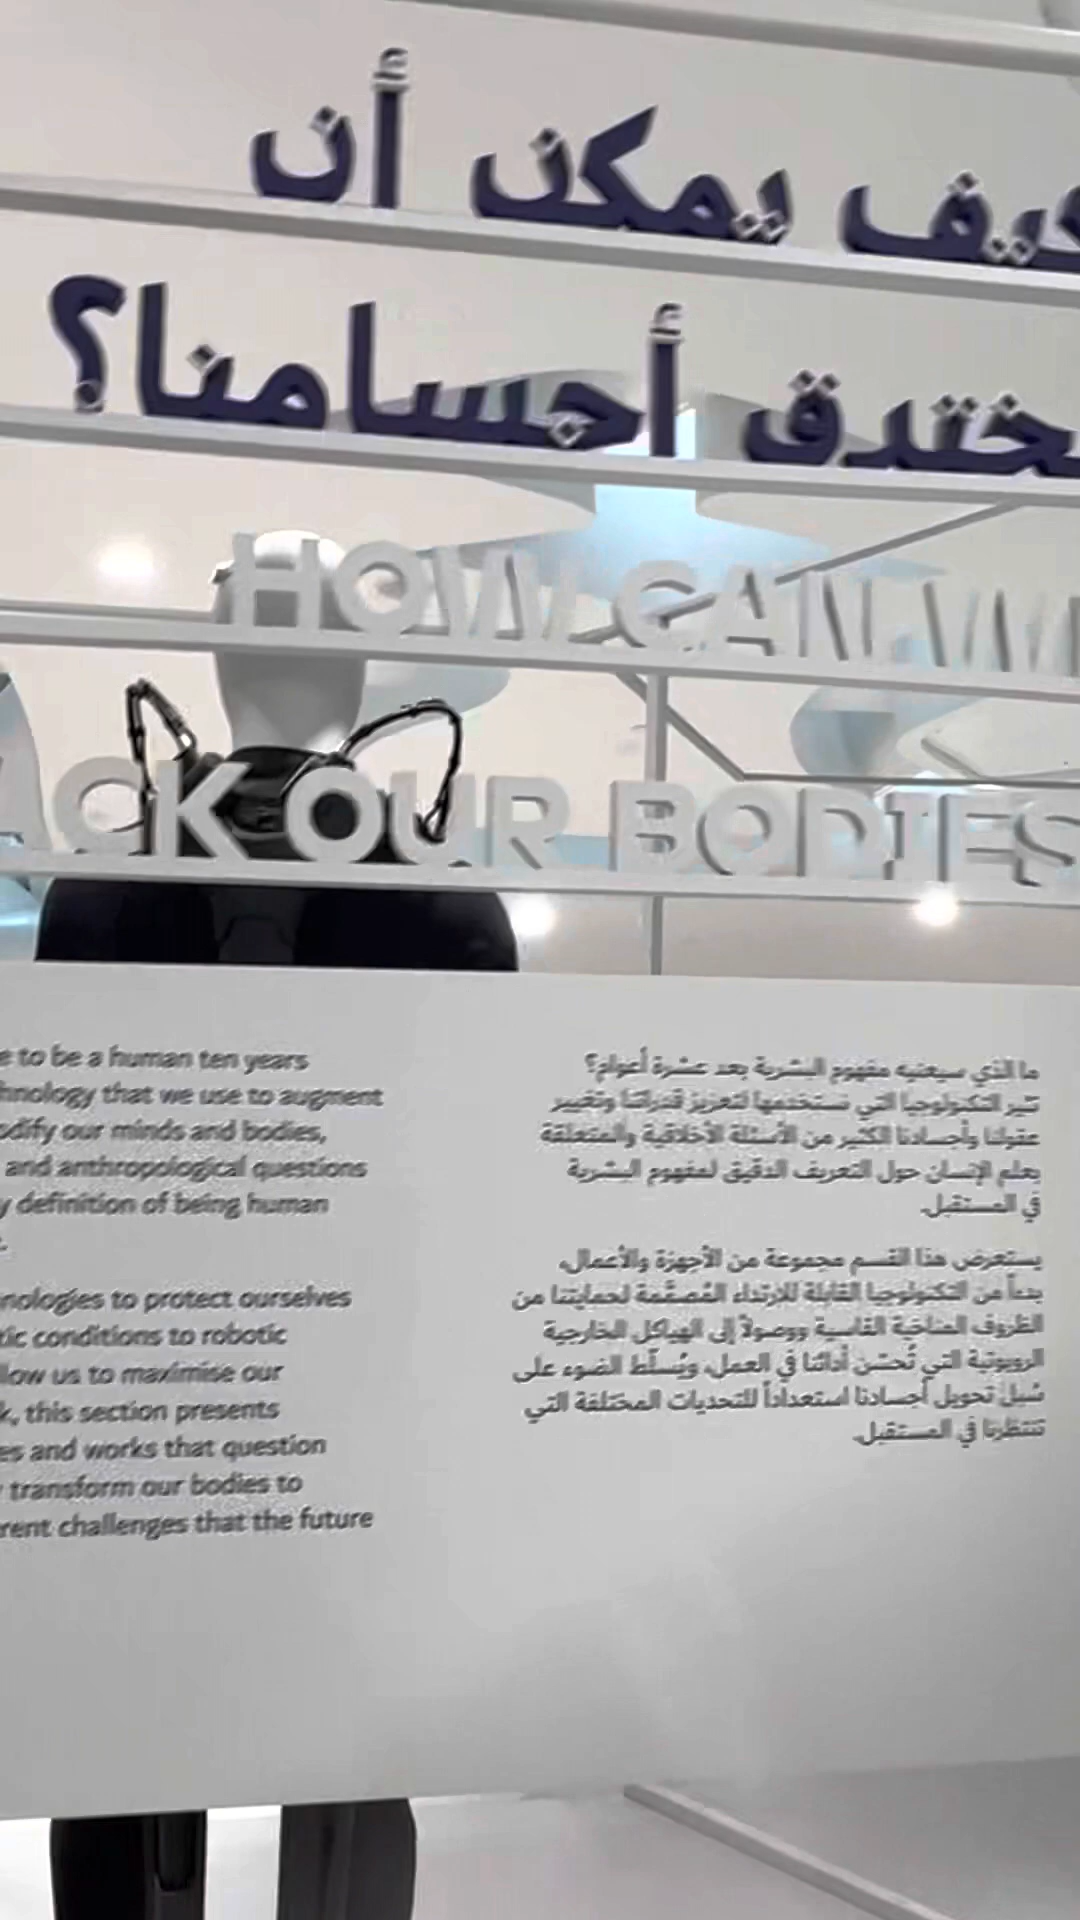 كيف يمكن أن
نختدق أجسامنا؟
HOW CAN W
ACK OUR BODIES
e to be a human ten years
hnology that we use to augment
odify our minds and bodies,
and anthropological questions
y definition of being human
nologies to protect ourselves
tic conditions to robotic
llow us to maximise our
k, this section presents
es and works that question
transform our bodies to
rent challenges that the future
ما الذي سيعنيه مفهوم البشرية بعد عشرة أعوام؟
تثير التكنولوجيا التي نستخدمها لتعزيز قدراتنا وتغيير
عقولنا وأجسادنا الكثير من الأسئلة الأخلاقية والمتعلقة
بعلم الإنسان حول التعريف الدقيق لمفهوم البشرية
في المستقبل.
يستعرض هذا القسم مجموعة من الأجهزة والأعمال،
بدءاً من التكنولوجيا القابلة للارتداء المُصمَّمة لحمايتنا من
الظروف المناخية القاسية ووصولاً إلى الهياكل الخارجية
الروبوتية التي تُحسّن أدائنا في العمل، ويُسلّط الضوء على
سُبل تحويل أجسادنا استعداداً للتحديات المختلفة التي
تنتظرنا في المستقبل.